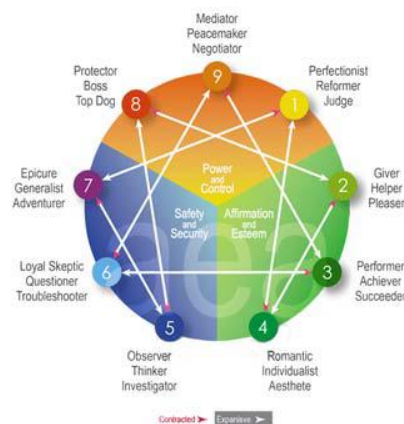 Mediator
Peacemaker
Negotiator
9
Protector
Boss
Top Dog
8
Perfectionist
Reformer
Judge
1
Epicure
Generalist
Adventurer
7
Power
and
Control
2
Giver
Helper
Pleaser
Safety
and
Security
Affirmation
and
Esteem
aea
Loyal Skeptic
Questioner
Troubleshooter
6
3
Performer
Achiever
Succeeder
5
4
Observer
Thinker
Investigator
Romantic
Individualist
Aesthete
Contracted
Expansive